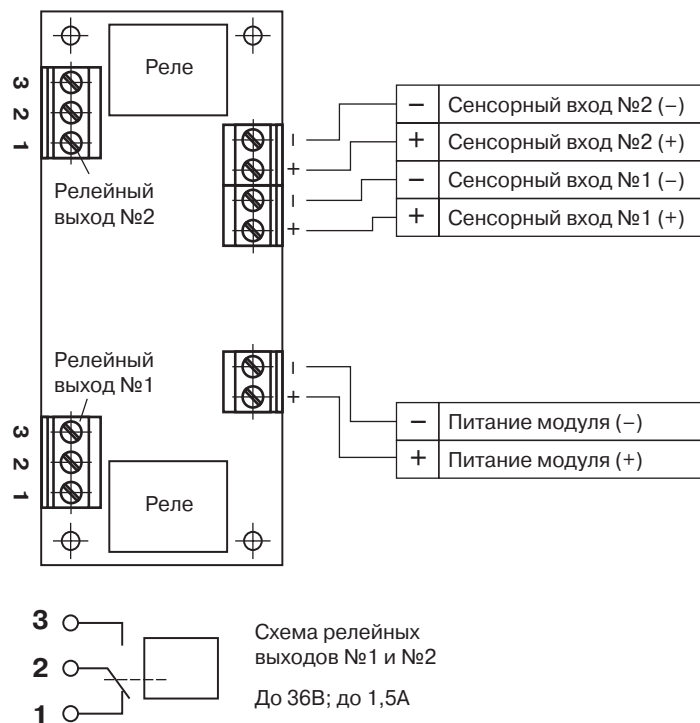 Реле
3
2
1
Релейный
выход №2
−
+
−
+
− Сенсорный вход №2 (−)
+ Сенсорный вход №2 (+)
− Сенсорный вход №1 (−)
+ Сенсорный вход №1 (+)
Релейный
выход №1
−
+
− Питание модуля (−)
+ Питание модуля (+)
3
2
1
Реле
3
2
1
Схема релейных
выходов №1 и №2
До 36В; до 1,5А